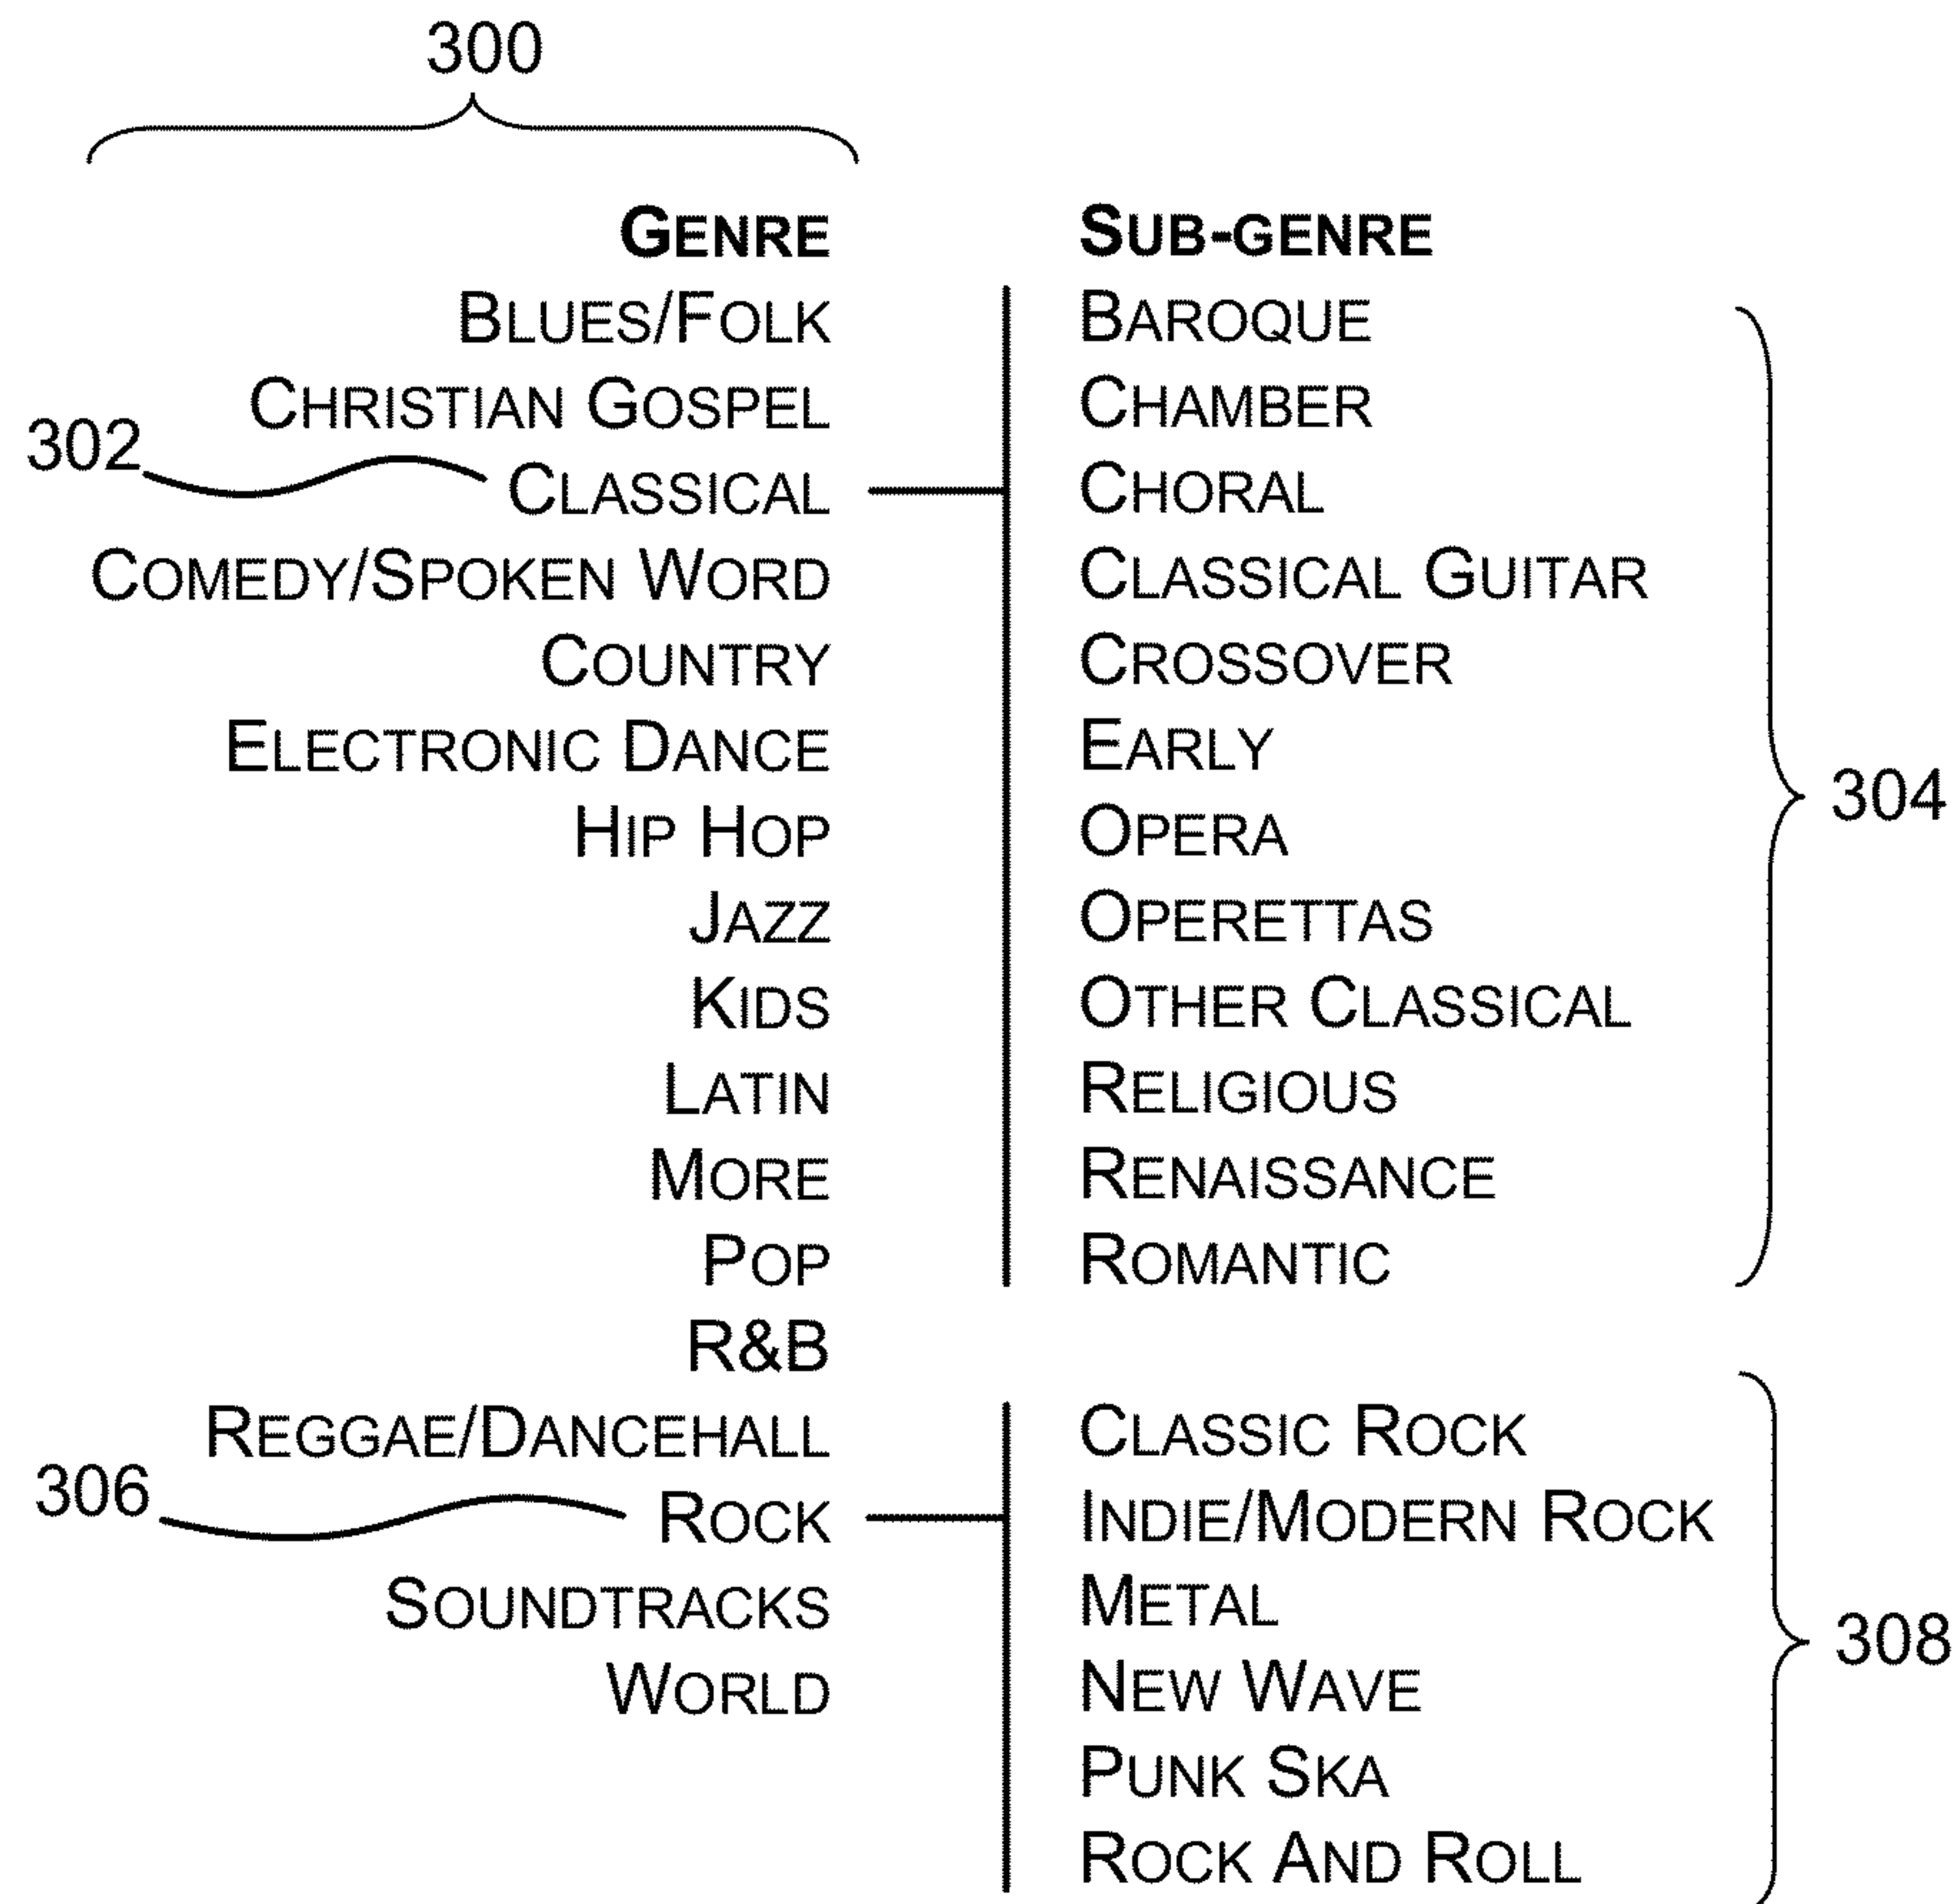 300
GENRE
BLUES/FOLK
CHRISTIAN GOSPEL
302
CLASSICAL
COMEDY/SPOKEN WORD
COUNTRY
ELECTRONIC DANCE
HIP HOP
JAZZ
KIDS
LATIN
MORE
POP
R&B
REGGAE/DANCEHALL
306
ROCK
SOUNDTRACKS
WORLD
SUB-GENRE
BAROQUE
CHAMBER
CHORAL
CLASSICAL GUITAR
CROSSOVER
EARLY
OPERA
OPERETTAS
OTHER CLASSICAL
RELIGIOUS
RENAISSANCE
ROMANTIC
304
CLASSIC ROCK
INDIE/MODERN ROCK
METAL
NEW WAVE
PUNK SKA
ROCK AND ROLL
308